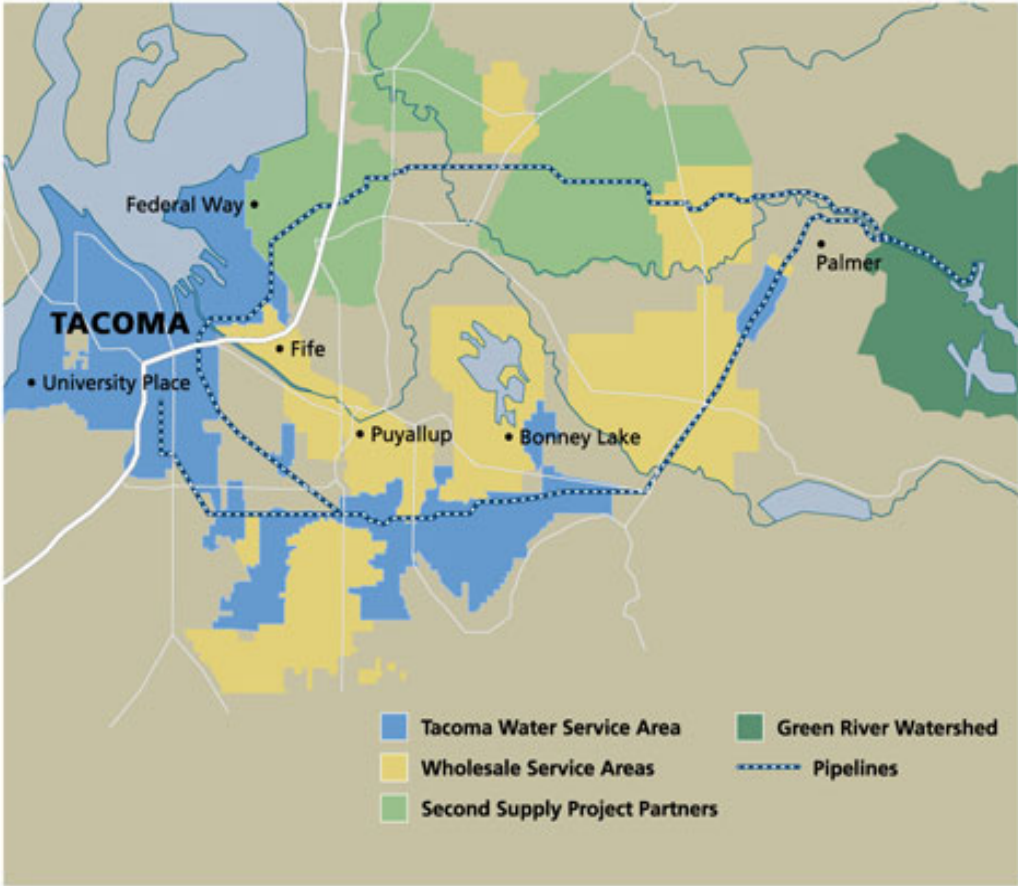 Federal Way
Palmer
TACOMA
Fife
University Place
Puyallup
Bonney Lake
Tacoma Water Service Area
Green River Watershed
Wholesale Service Areas
Pipelines
Second Supply Project Partners